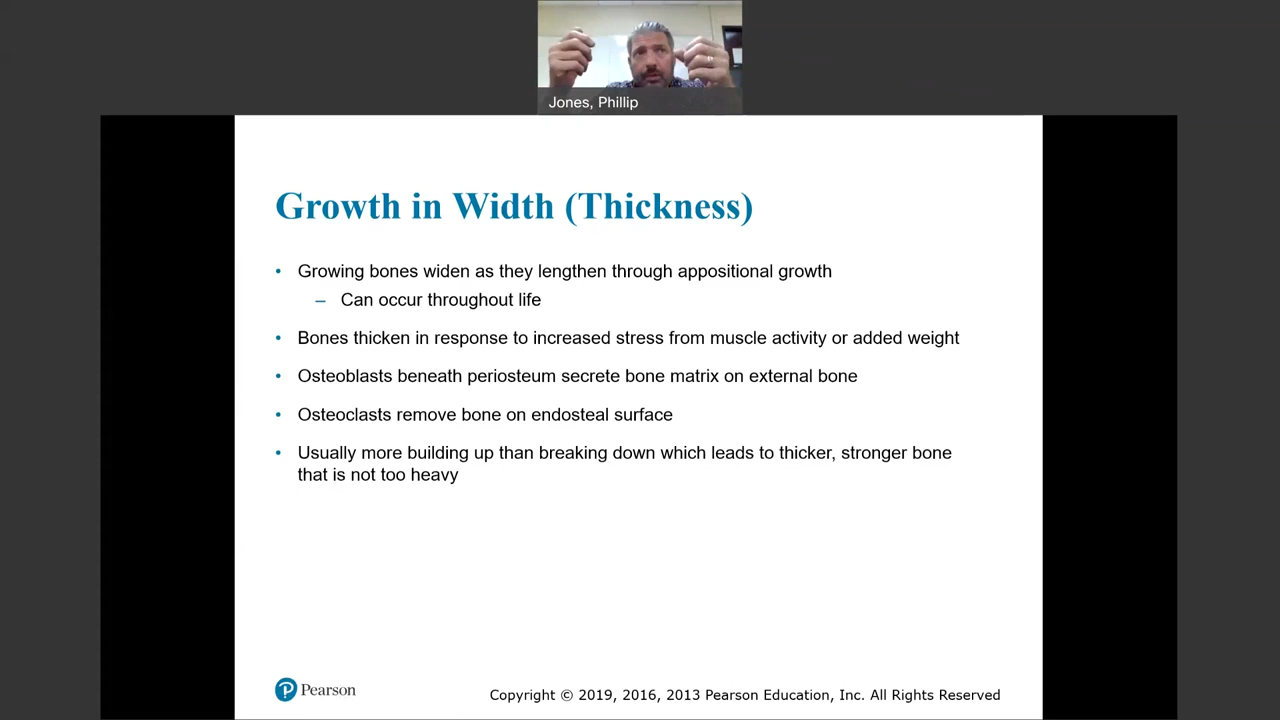 Jones, Phillip
Growth in Width (Thickness)
• Growing bones widen as they lengthen through appositional growth
– Can occur throughout life
• Bones thicken in response to increased stress from muscle activity or added weight
• Osteoblasts beneath periosteum secrete bone matrix on external bone
• Osteoclasts remove bone on endosteal surface
• Usually more building up than breaking down which leads to thicker, stronger bone
that is not too heavy
P Pearson
Copyright © 2019, 2016, 2013 Pearson Education, Inc. All Rights Reserved